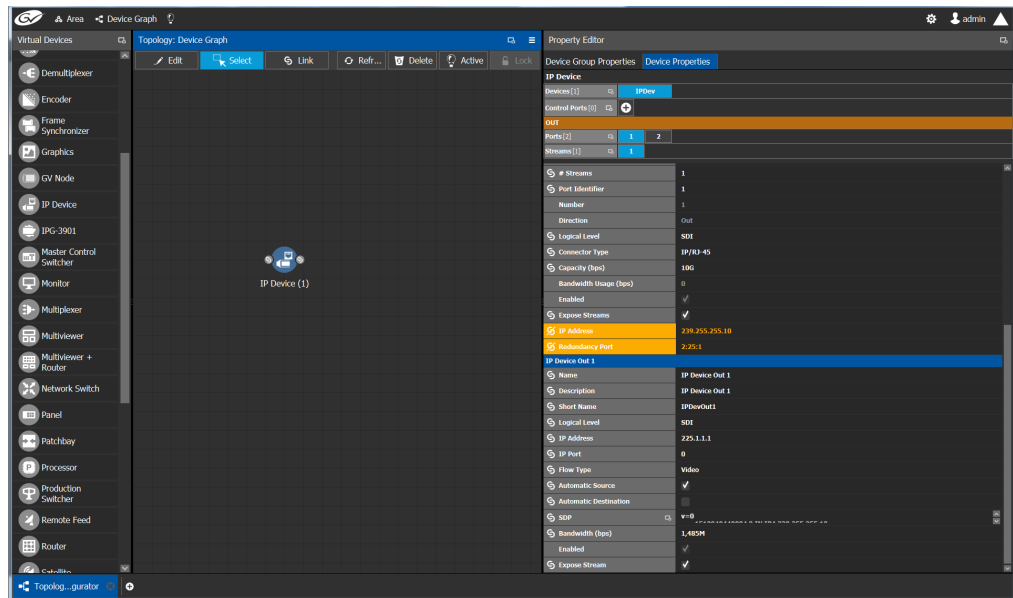 GV Area Device Graph admin
Virtual Devices
Demultiplexer
Encoder
Frame
Synchronizer
Graphics
GV Node
IP Device
IPG-3901
Master Control
Switcher
Monitor
Multiplexer
Multiviewer
Multiviewer +
Router
Network Switch
Panel
Patchbay
Processor
Production
Switcher
Remote Feed
Router
Satellite
Topology: Device Graph
Edit Select Link Refr... Delete Active Lock
IP Device (1)
Property Editor
Device Group Properties Device Properties
IP Device
Devices [1] IPDev
Control Ports [0]
OUT
Ports [2] 1 2
Streams [1] 1
# Streams 1
Port Identifier 1
Number 1
Direction Out
Logical Level SDI
Connector Type IP/RJ-45
Capacity (bps) 10G
Bandwidth Usage (bps) 0
Enabled
Expose Streams
IP Address 239.255.255.10
Redundancy Port 2:25:1
IP Device Out 1
Name IP Device Out 1
Description IP Device Out 1
Short Name IPDevOut1
Logical Level SDI
IP Address 225.1.1.1
IP Port 0
Flow Type Video
Automatic Source
Automatic Destination
SDP v=0
Bandwidth (bps) 1,485M
Enabled
Expose Stream
Topolog...gurator